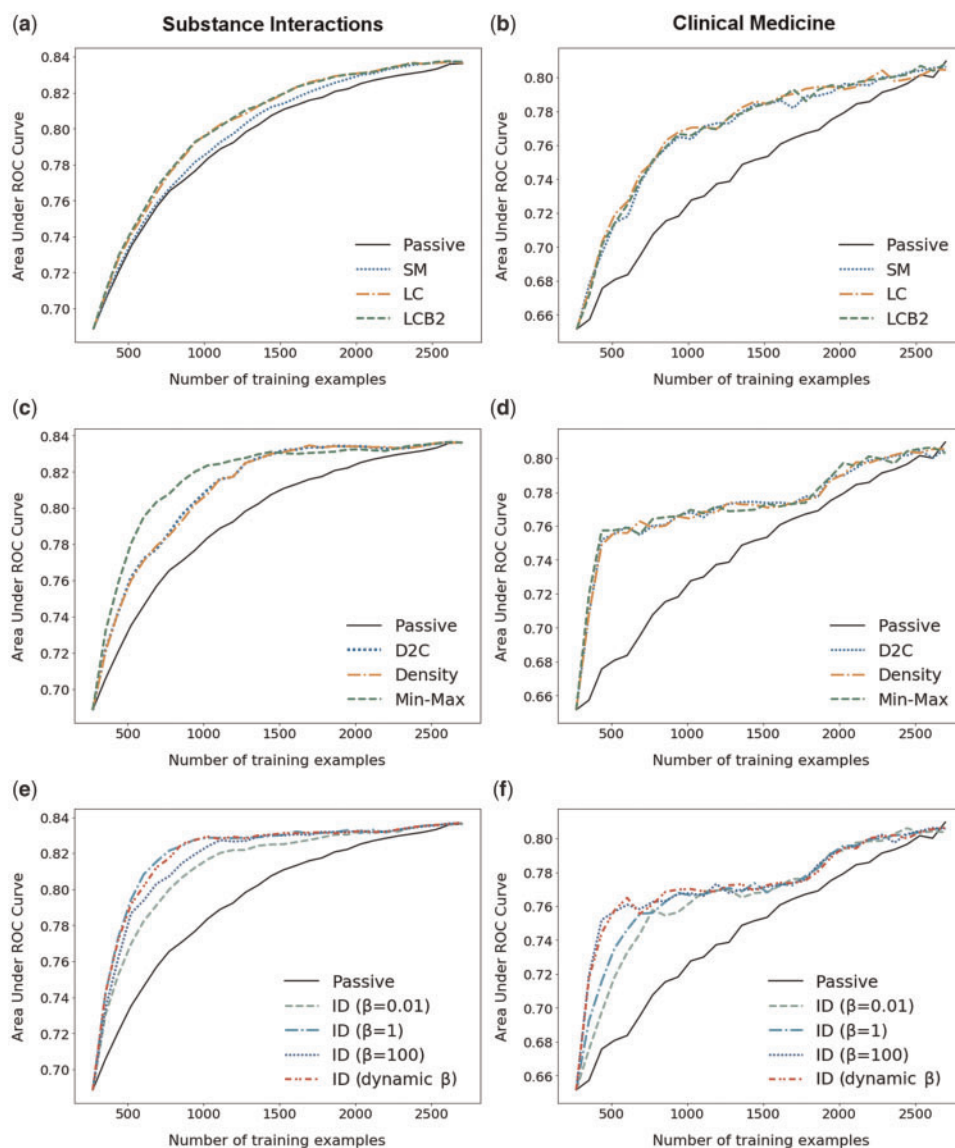 (a) Substance Interactions (b) Clinical Medicine
0.84
0.82
0.80
0.78
0.76
0.74
0.72
0.70
Area Under ROC Curve
Passive
SM
LC
LCB2
500 1000 1500 2000 2500
Number of training examples
0.80
0.78
0.76
0.74
0.72
0.70
0.68
0.66
Area Under ROC Curve
Passive
SM
LC
LCB2
500 1000 1500 2000 2500
Number of training examples
(c)
0.84
0.82
0.80
0.78
0.76
0.74
0.72
0.70
Area Under ROC Curve
Passive
D2C
Density
Min-Max
500 1000 1500 2000 2500
Number of training examples
(d)
0.80
0.78
0.76
0.74
0.72
0.70
0.68
0.66
Area Under ROC Curve
Passive
D2C
Density
Min-Max
500 1000 1500 2000 2500
Number of training examples
(e)
0.84
0.82
0.80
0.78
0.76
0.74
0.72
0.70
Area Under ROC Curve
Passive
ID (β=0.01)
ID (β=1)
ID (β=100)
ID (dynamic β)
500 1000 1500 2000 2500
Number of training examples
(f)
0.80
0.78
0.76
0.74
0.72
0.70
0.68
0.66
Area Under ROC Curve
Passive
ID (β=0.01)
ID (β=1)
ID (β=100)
ID (dynamic β)
500 1000 1500 2000 2500
Number of training examples